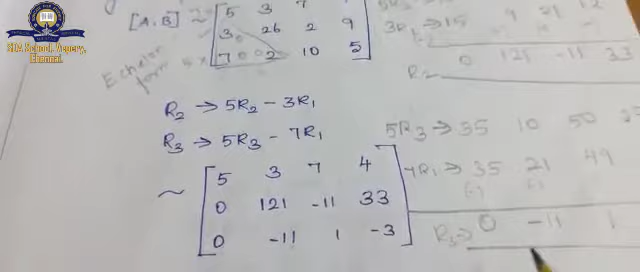 [A, B] ~ [5 3 7
3 26 2 9
7 2 10 5]
Echelon
form
R2 → 5R2 - 3R1
R3 → 5R3 - 7R1
~ [5 3 7 4
0 121 -11 33
0 -11 1 -3]
0 121 -11 33
5R3 → 35 10 50
7R1 → 35 21 49
(-) (-)
R3 → 0 -11 1
SITA School, Vepery,
Chennai.